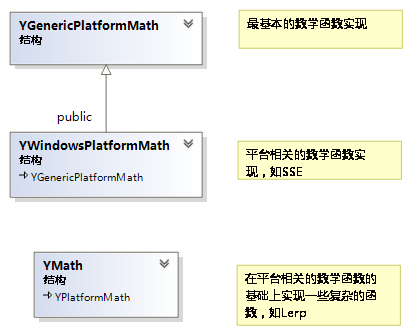 YGenericPlatformMath
结构
最基本的数学函数实现
public
YWindowsPlatformMath
结构
YGenericPlatformMath
平台相关的数学函数实
现，如SSE
YMath
结构
YPlatformMath
在平台相关的数学函数的
基础上实现一些复杂的函
数，如Lerp